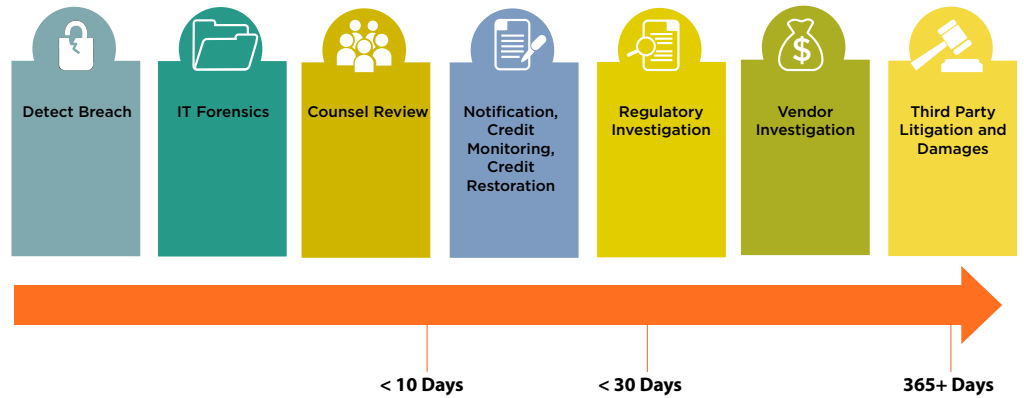 Detect Breach
IT Forensics
Counsel Review
Notification,
Credit
Monitoring,
Credit
Restoration
Regulatory
Investigation
$
Vendor
Investigation
Third Party
Litigation and
Damages
< 10 Days
< 30 Days
365+ Days